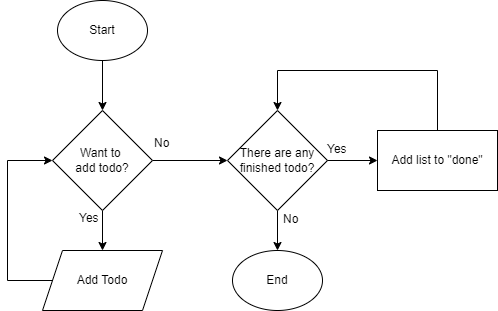 Start
Want to
add todo?
No
There are any
finished todo?
Yes
Add list to "done"
Yes
No
Add Todo
End